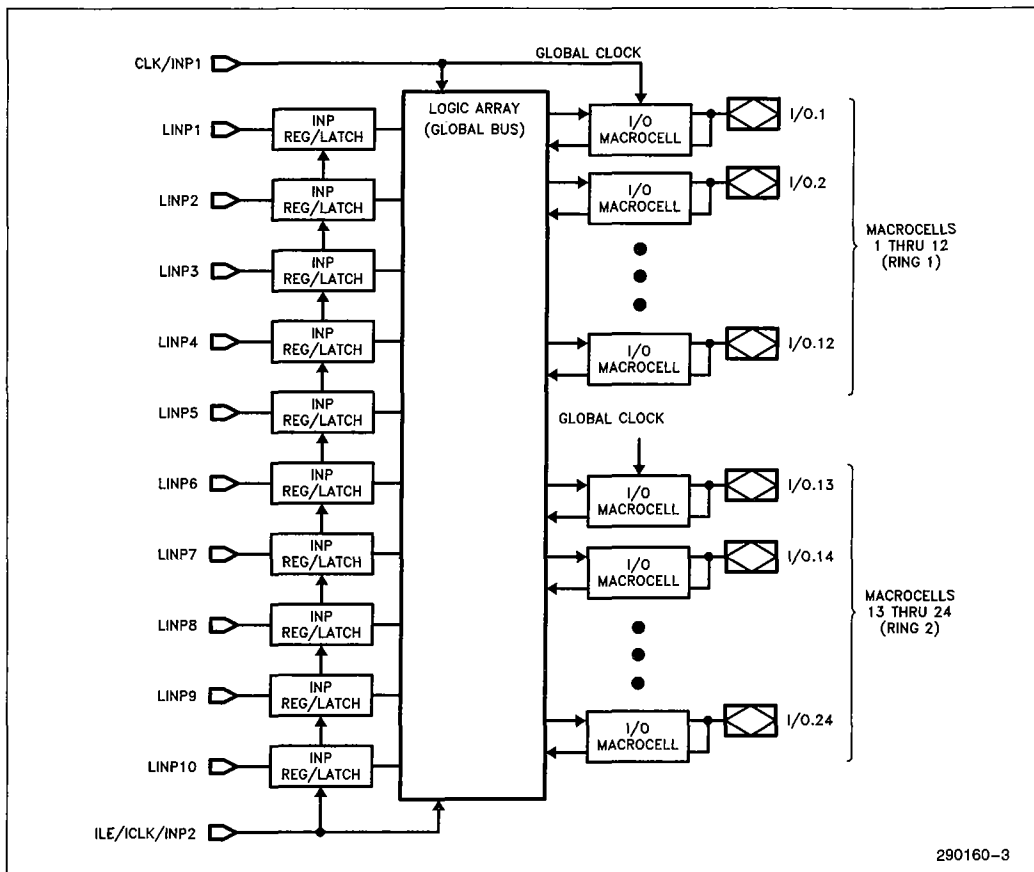 CLK/INP1
GLOBAL CLOCK
LOGIC ARRAY
(GLOBAL BUS)
LINP1
INP
REG/LATCH
LINP2
INP
REG/LATCH
LINP3
INP
REG/LATCH
LINP4
INP
REG/LATCH
LINP5
INP
REG/LATCH
LINP6
INP
REG/LATCH
LINP7
INP
REG/LATCH
LINP8
INP
REG/LATCH
LINP9
INP
REG/LATCH
LINP10
INP
REG/LATCH
ILE/ICLK/INP2
I/O
MACROCELL
I/O.1
I/O
MACROCELL
I/O.2
I/O
MACROCELL
I/O.12
MACROCELLS
1 THRU 12
(RING 1)
GLOBAL CLOCK
I/O
MACROCELL
I/O.13
I/O
MACROCELL
I/O.14
I/O
MACROCELL
I/O.24
MACROCELLS
13 THRU 24
(RING 2)
290160-3